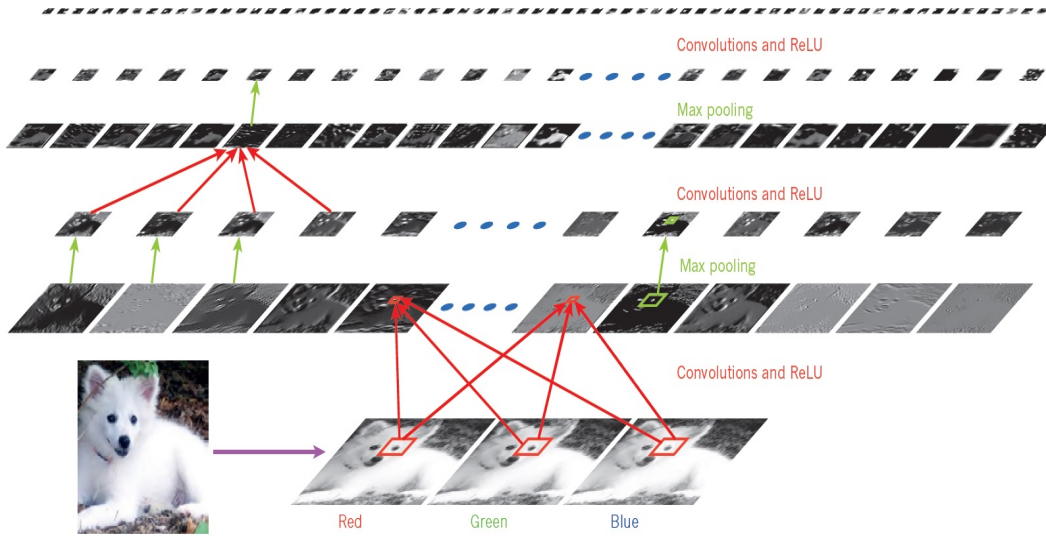 Convolutions and ReLU
Max pooling
Convolutions and ReLU
Max pooling
Convolutions and ReLU
Red
Green
Blue